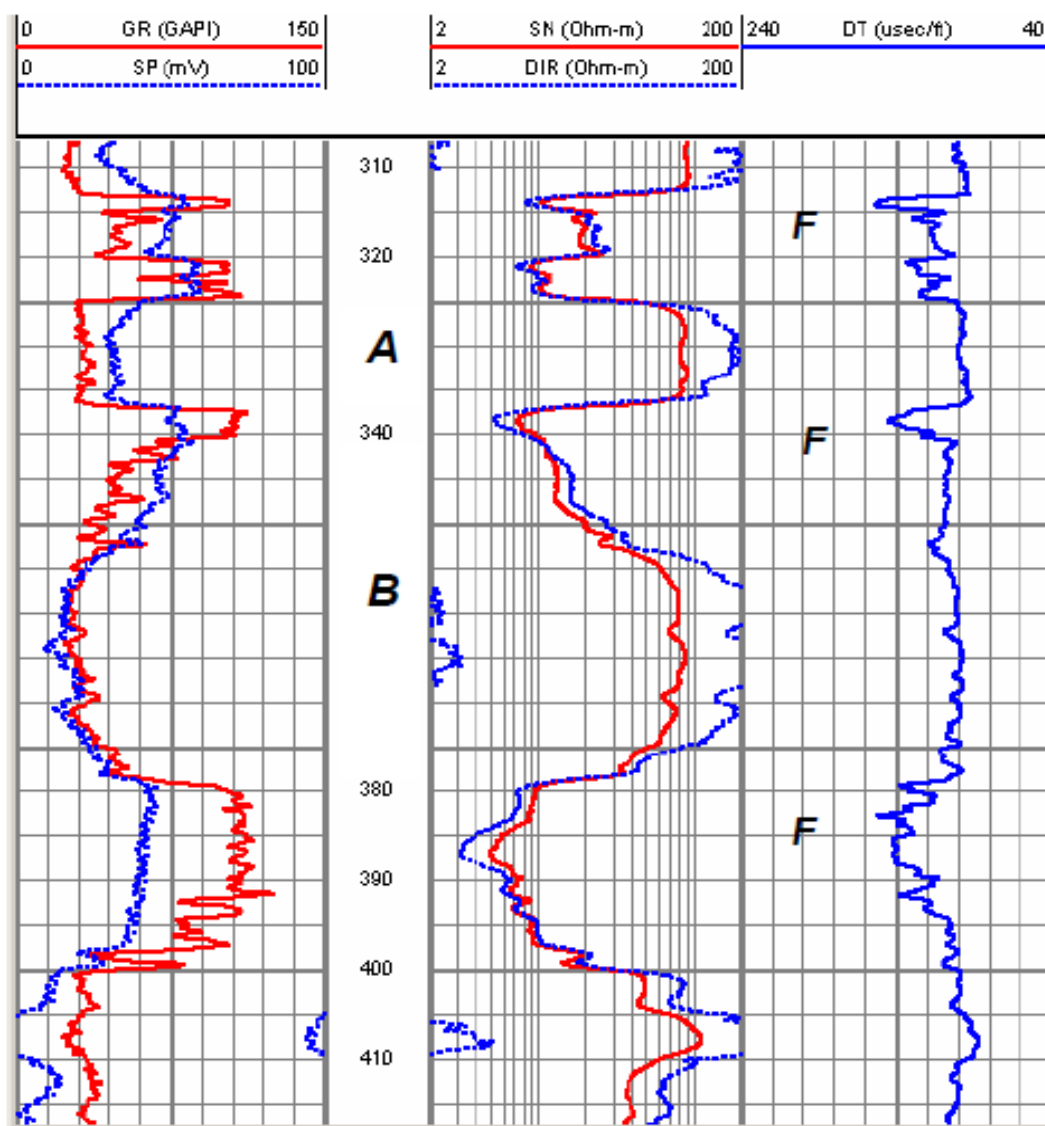 0 GR (GAPI) 150 2 SN (Ohm-m) 200 240 DT (usec/ft) 40
0 SP (mV) 100 2 DIR (Ohm-m) 200
310
F
320
A
340
F
B
380
F
390
400
410